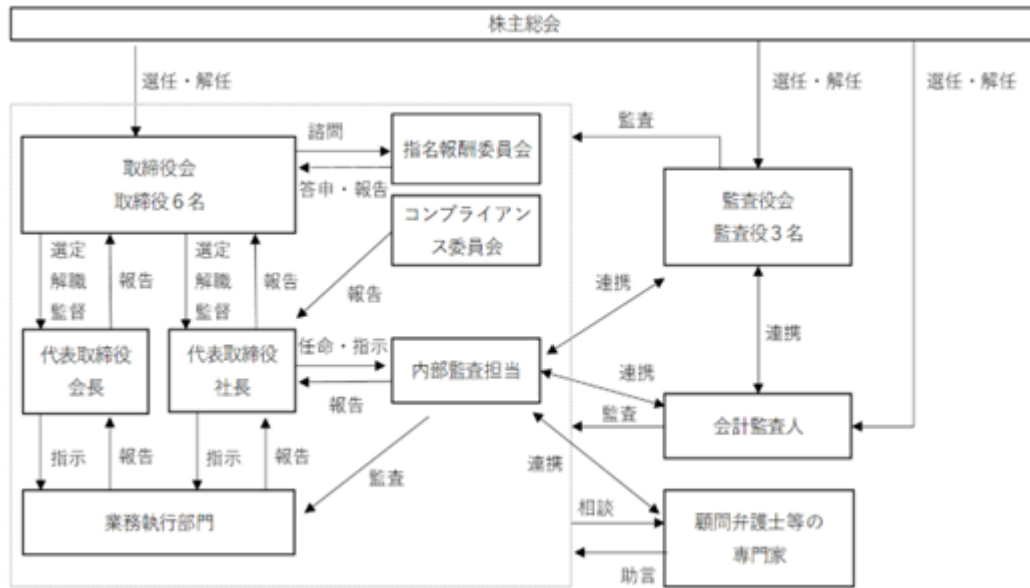 株主総会
選任・解任
選任・解任
選任・解任
諮問
指名報酬委員会
監査
取締役会
取締役６名
答申・報告
監査役会
監査役３名
コンプライアン
ス委員会
選定
解職
監督
報告
選定
解職
監督
報告
報告
連携
連携
代表取締役
会長
代表取締役
社長
任命・指示
報告
内部監査担当
連携
監査
会計監査人
指示
報告
指示
報告
監査
連携
業務執行部門
相談
助言
顧問弁護士等の
専門家